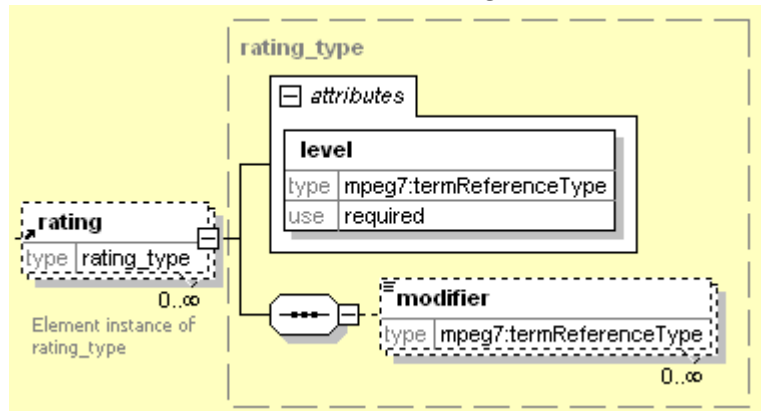 rating_type
attributes
level
type mpeg7:termReferenceType
use required
rating
type rating_type
0..∞
Element instance of
rating_type
modifier
type mpeg7:termReferenceType
0..∞